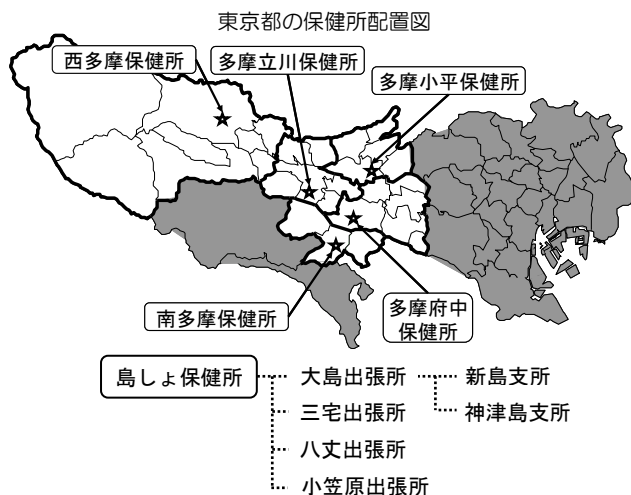 東京都の保健所配置図
西多摩保健所
多摩立川保健所
多摩小平保健所
南多摩保健所
多摩府中
保健所
島しょ保健所
大島出張所
新島支所
三宅出張所
神津島支所
八丈出張所
小笠原出張所